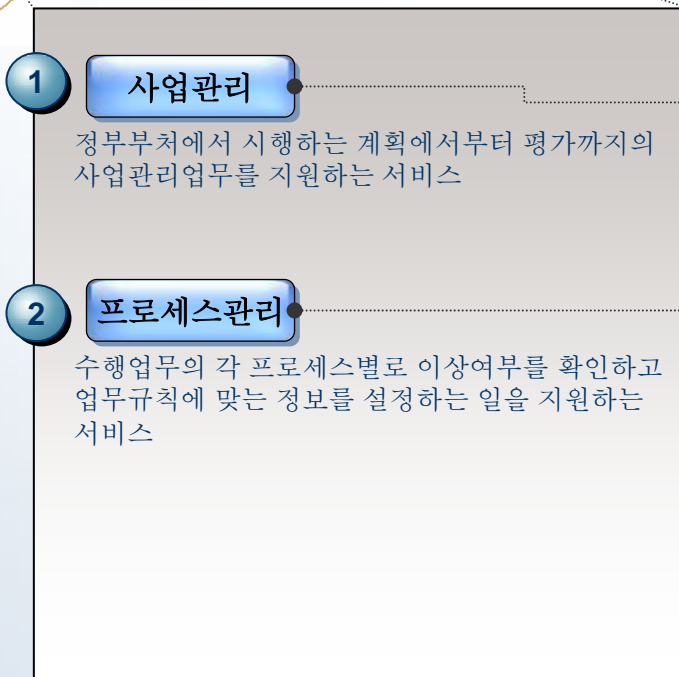 1
사업관리
정부부처에서 시행하는 계획에서부터 평가까지의
사업관리업무를 지원하는 서비스
2
프로세스관리
수행업무의 각 프로세스별로 이상여부를 확인하고
업무규칙에 맞는 정보를 설정하는 일을 지원하는
서비스